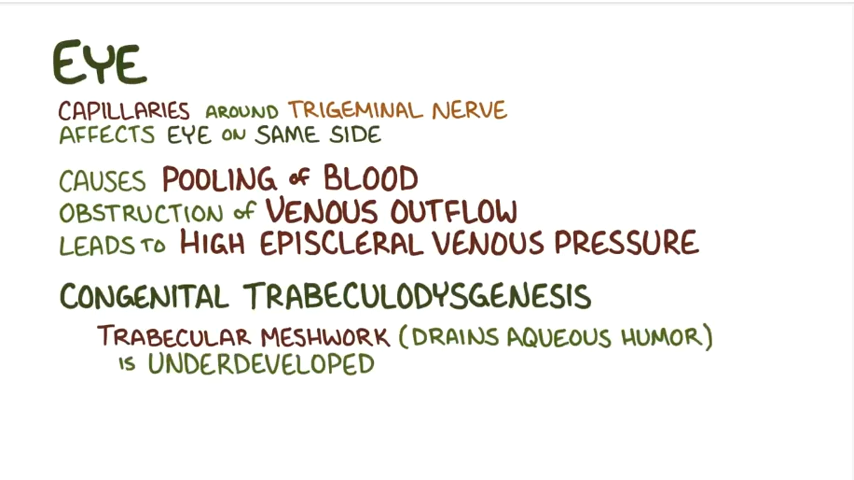 EYE
CAPILLARIES AROUND TRIGEMINAL NERVE
AFFECTS EYE ON SAME SIDE
CAUSES POOLING of BLOOD
OBSTRUCTION of VENOUS OUTFLOW
LEADS TO HIGH EPISCLERAL VENOUS PRESSURE
CONGENITAL TRABECULODYSGENESIS
TRABECULAR MESHWORK (DRAINS AQUEOUS HUMOR)
is UNDERDEVELOPED